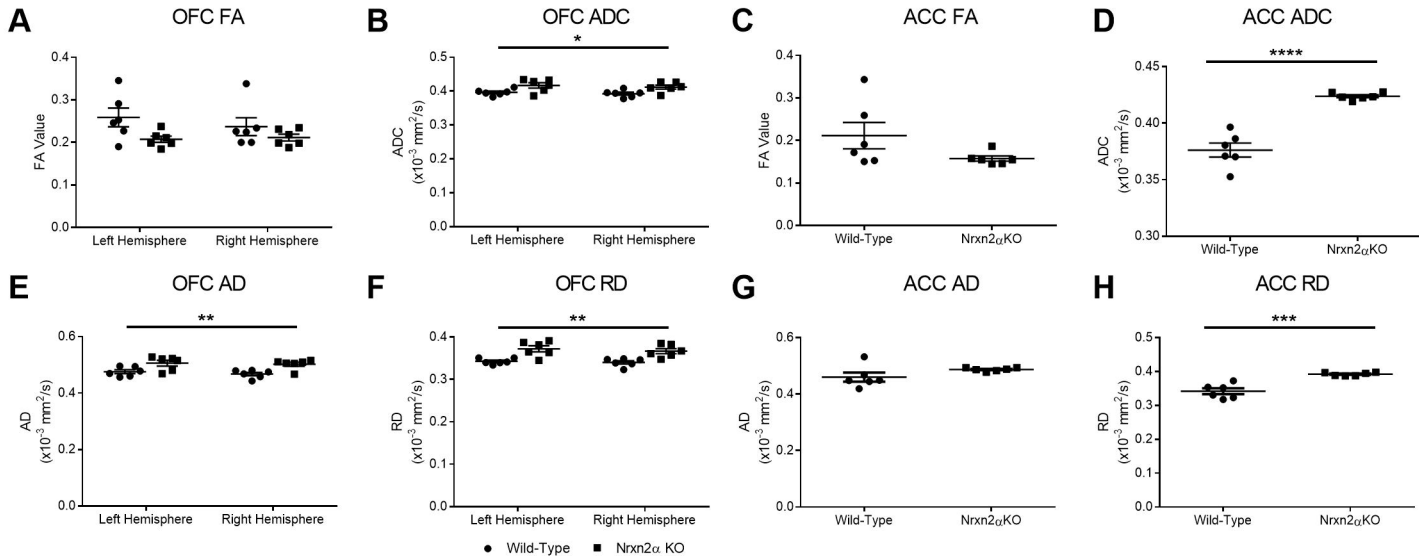 A
OFC FA
FA Value
0.4
0.3
0.2
0.1
0.0
Left Hemisphere
Right Hemisphere
B
OFC ADC
*
ADC
(x10⁻³ mm²/s)
0.5
0.4
0.3
0.2
0.1
0.0
Left Hemisphere
Right Hemisphere
C
ACC FA
FA Value
0.4
0.3
0.2
0.1
0.0
Wild-Type
Nrxn2αKO
D
ACC ADC
****
ADC
(x10⁻³ mm²/s)
0.45
0.40
0.35
0.30
Wild-Type
Nrxn2αKO
E
OFC AD
**
AD
(x10⁻³ mm²/s)
0.6
0.4
0.2
0.0
Left Hemisphere
Right Hemisphere
F
OFC RD
**
RD
(x10⁻³ mm²/s)
0.4
0.3
0.2
0.1
0.0
Left Hemisphere
Right Hemisphere
G
ACC AD
AD
(x10⁻³ mm²/s)
0.6
0.4
0.2
0.0
Wild-Type
Nrxn2αKO
H
ACC RD
***
RD
(x10⁻³ mm²/s)
0.5
0.4
0.3
0.2
0.1
0.0
Wild-Type
Nrxn2αKO
Wild-Type
Nrxn2α KO